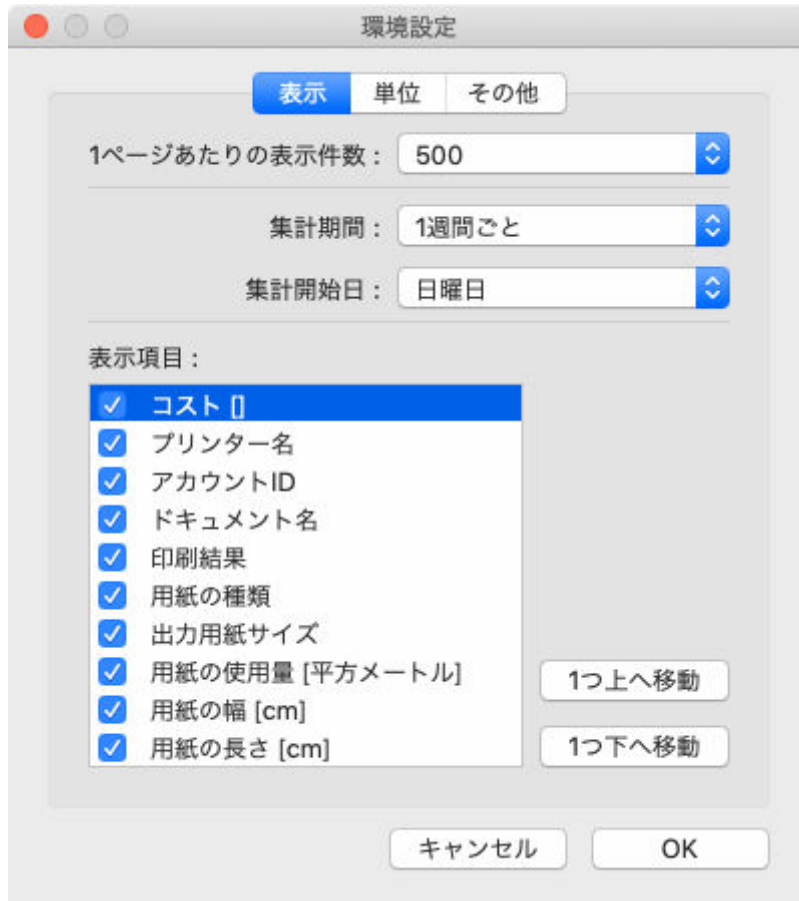 環境設定
表示 単位 その他
1ページあたりの表示件数： 500
集計期間： 1週間ごと
集計開始日： 日曜日
表示項目：
コスト []
プリンター名
アカウントID
ドキュメント名
印刷結果
用紙の種類
出力用紙サイズ
用紙の使用量 [平方メートル]
用紙の幅 [cm]
用紙の長さ [cm]
1つ上へ移動
1つ下へ移動
キャンセル OK